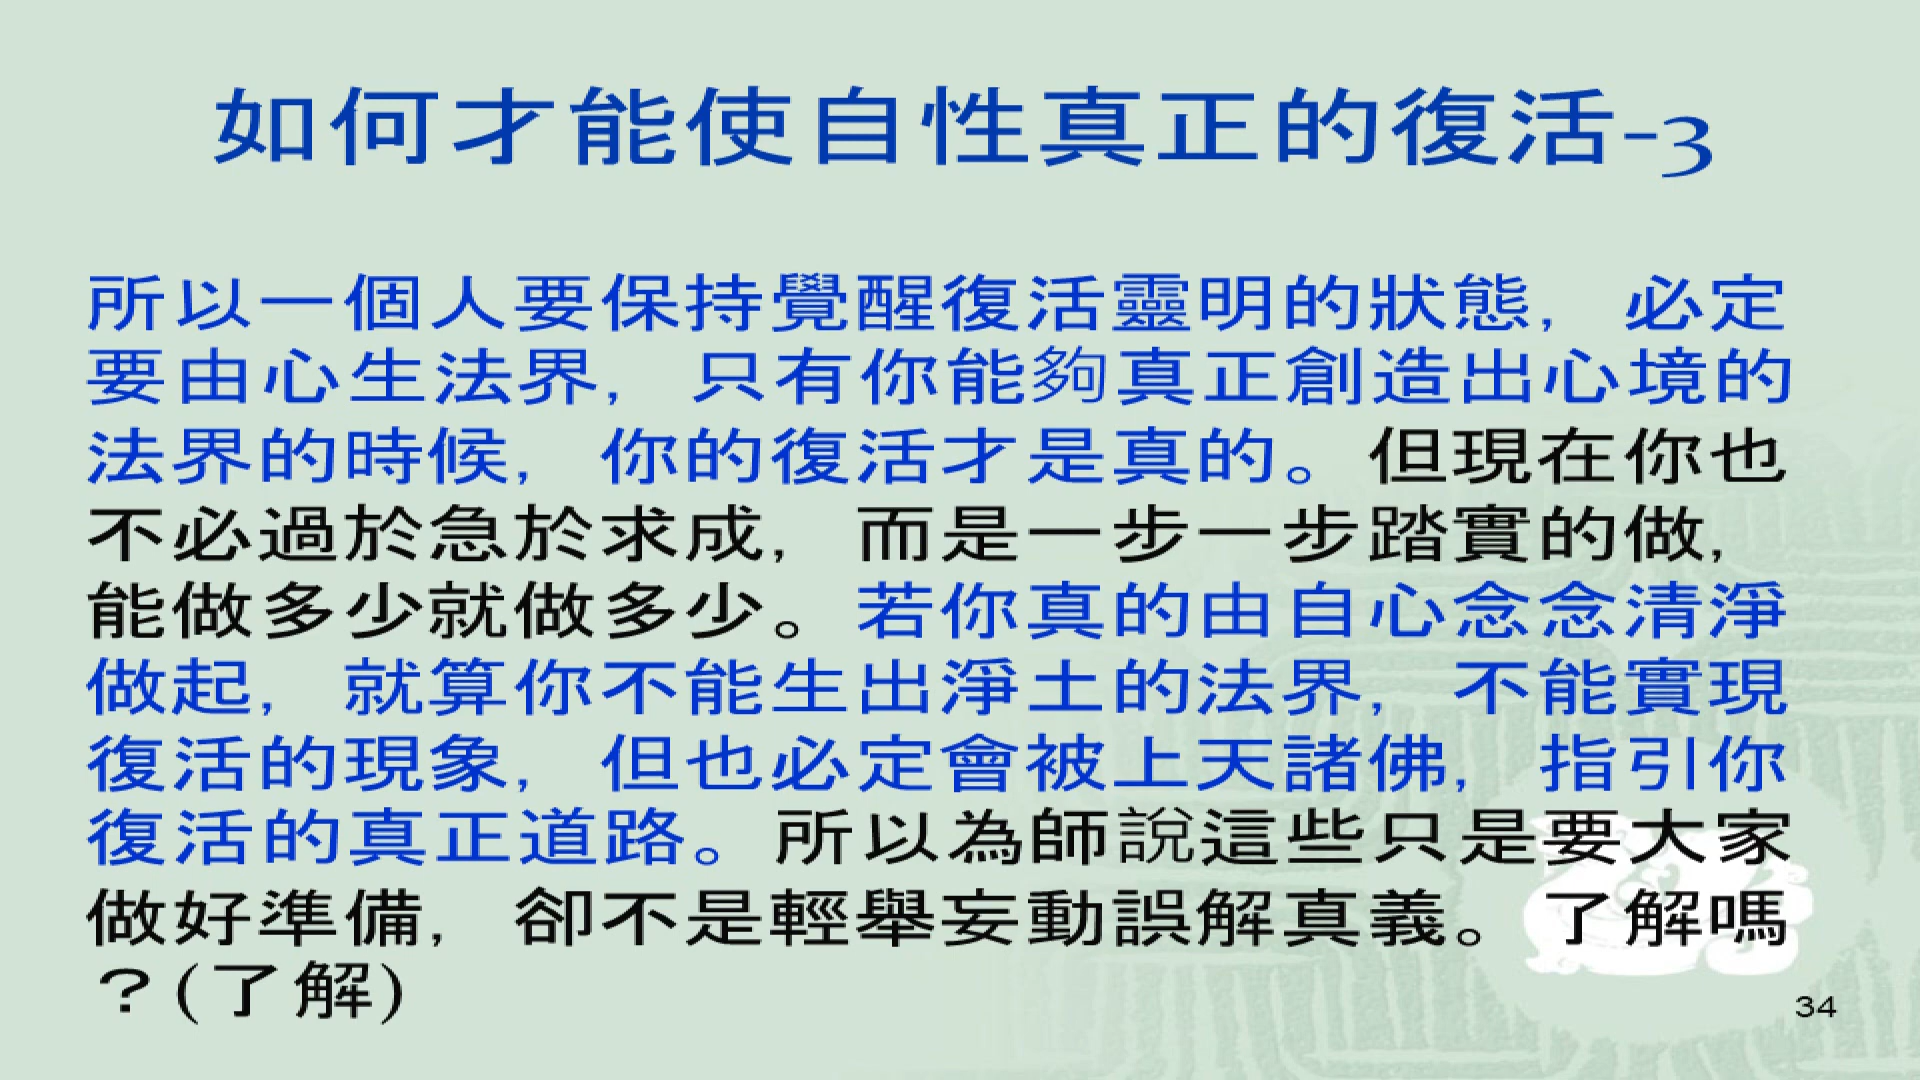 如何才能使自性真正的復活-3
所以一個人要保持覺醒復活靈明的狀態，必定
要由心生法界，只有你能夠真正創造出心境的
法界的時候，你的復活才是真的。但現在你也
不必過於急於求成，而是一步一步踏實的做，
能做多少就做多少。若你真的由自心念念清淨
做起，就算你不能生出淨土的法界，不能實現
復活的現象，但也必定會被上天諸佛，指引你
復活的真正道路。所以為師說這些只是要大家
做好準備，卻不是輕舉妄動誤解真義。了解嗎
？(了解)
34